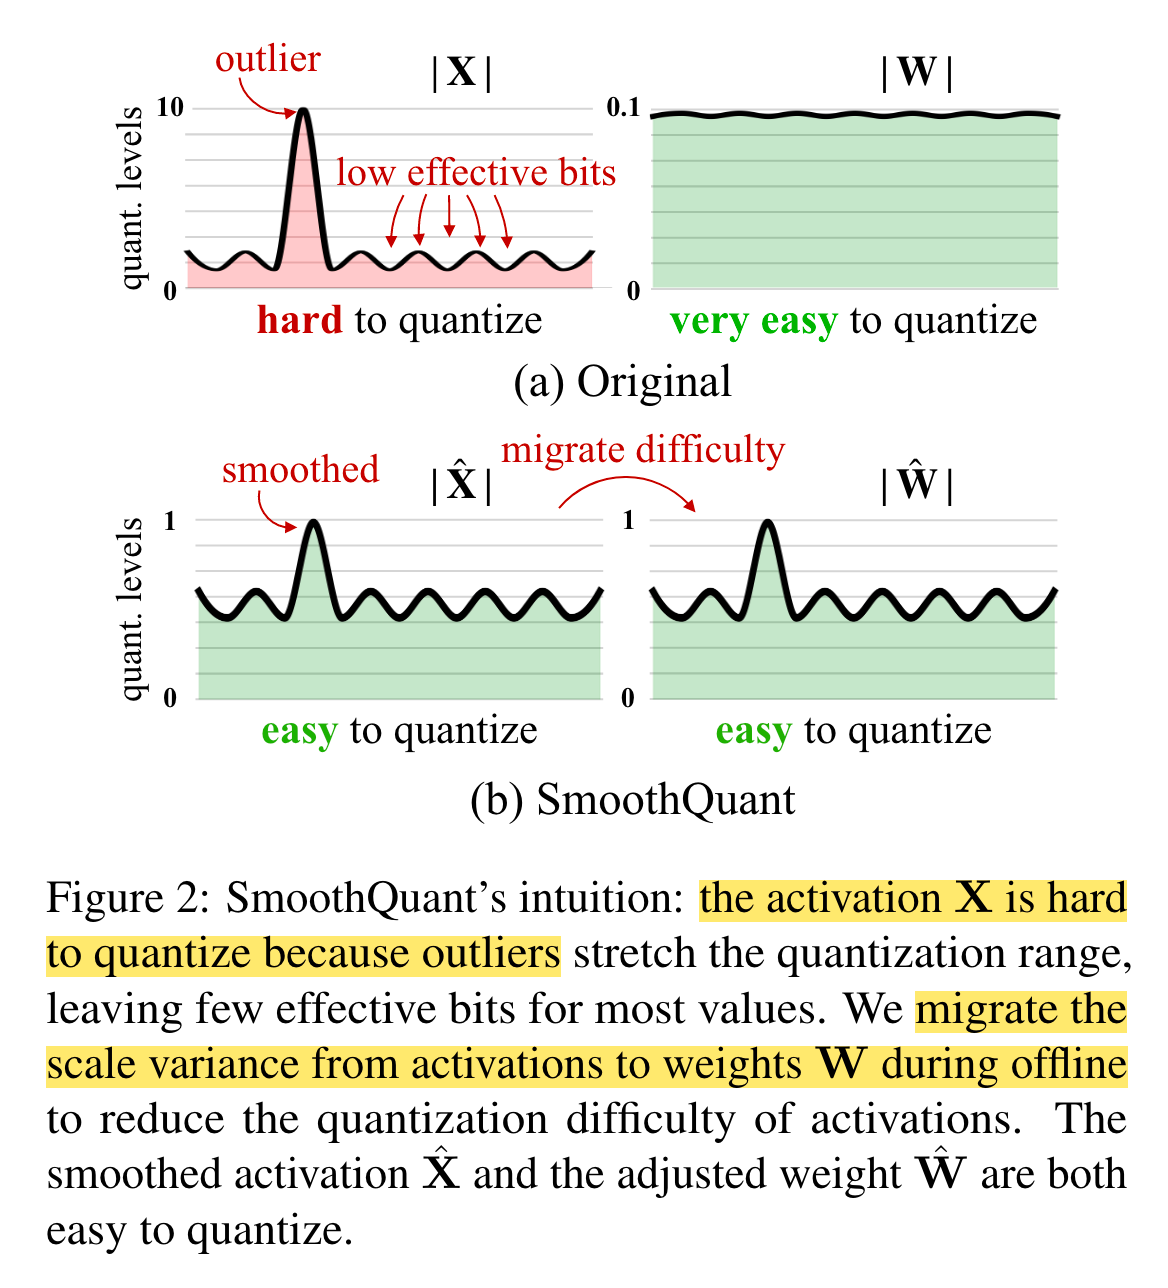 outlier
|X|
|W|
10
0.1
quant. levels
low effective bits
0
0
hard to quantize
very easy to quantize
(a) Original
migrate difficulty
smoothed
|X̂|
|Ŵ|
1
1
quant. levels
0
0
easy to quantize
easy to quantize
(b) SmoothQuant
Figure 2: SmoothQuant's intuition: the activation X is hard
to quantize because outliers stretch the quantization range,
leaving few effective bits for most values. We migrate the
scale variance from activations to weights W during offline
to reduce the quantization difficulty of activations. The
smoothed activation X̂ and the adjusted weight Ŵ are both
easy to quantize.